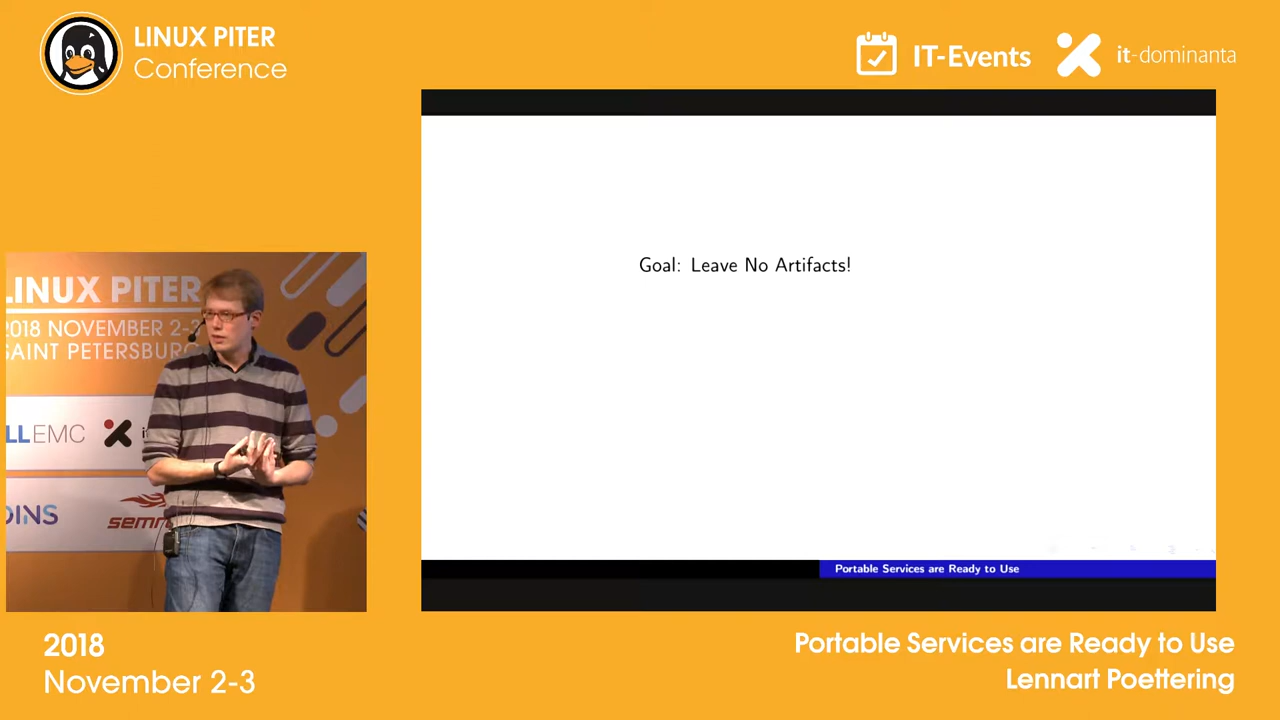 LINUX PITER
Conference
IT-Events
it-dominanta
Goal: Leave No Artifacts!
LINUX PITER
2018 NOVEMBER 2-3
SAINT PETERSBURG
LLEMC
OINS
semr
Portable Services are Ready to Use
2018
November 2-3
Portable Services are Ready to Use
Lennart Poettering